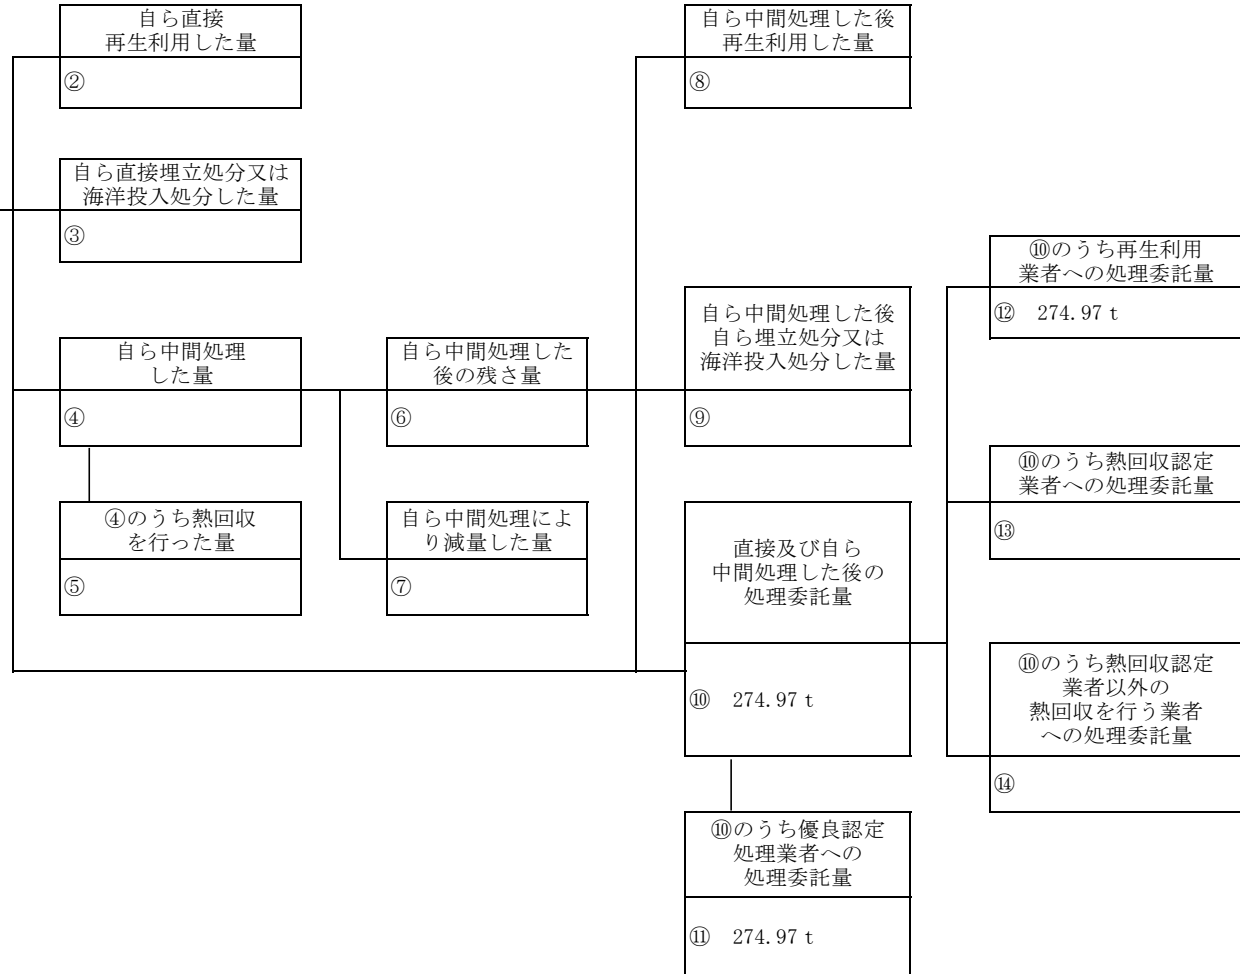 自ら直接
再生利用した量
②
自ら中間処理した後
再生利用した量
⑧
自ら直接埋立処分又は
海洋投入処分した量
③
⑩のうち再生利用
業者への処理委託量
⑫ 274.97 t
自ら中間処理
した量
④
自ら中間処理した
後の残さ量
⑥
自ら中間処理した後
自ら埋立処分又は
海洋投入処分した量
⑨
⑩のうち熱回収認定
業者への処理委託量
⑬
④のうち熱回収
を行った量
⑤
自ら中間処理によ
り減量した量
⑦
直接及び自ら
中間処理した後の
処理委託量
⑩ 274.97 t
⑩のうち熱回収認定
業者以外の
熱回収を行う業者
への処理委託量
⑭
⑩のうち優良認定
処理業者への
処理委託量
⑪ 274.97 t